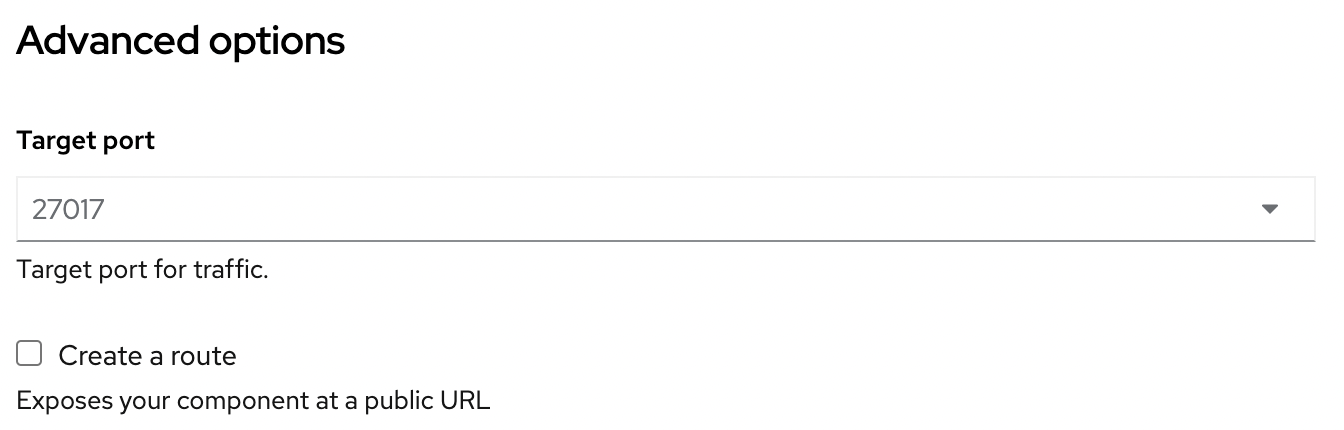 Advanced options
Target port
27017
Target port for traffic.
Create a route
Exposes your component at a public URL